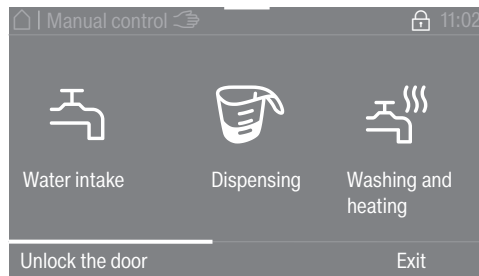 | Manual control 11:02
Water intake Dispensing Washing and
heating
Unlock the door Exit